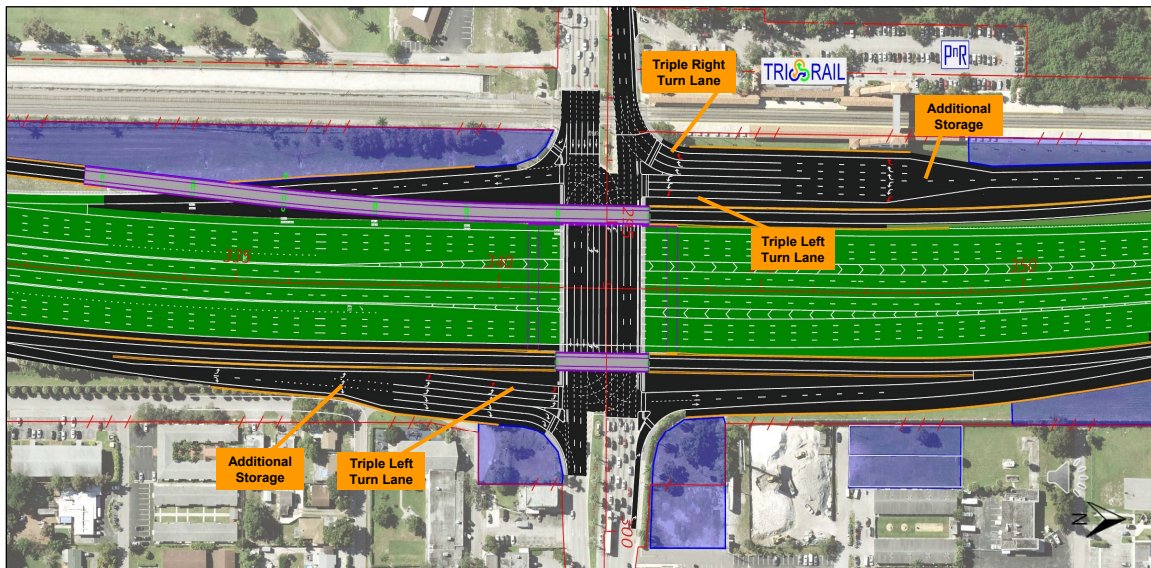 Triple Right
Turn Lane
TRI RAIL
PnR
Additional
Storage
Triple Left
Turn Lane
295
335
340
350
Additional
Storage
Triple Left
Turn Lane
300
N